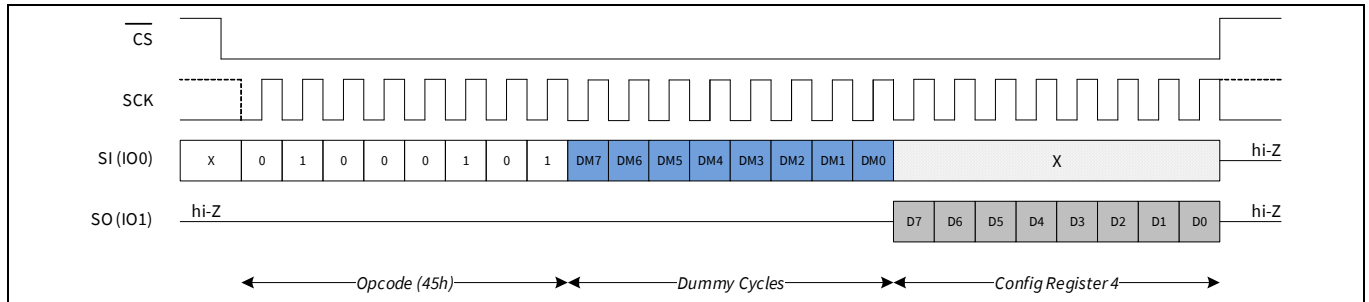 CS
SCK
SI (IO0) X 0 1 0 0 0 1 0 1 DM7 DM6 DM5 DM4 DM3 DM2 DM1 DM0 X hi-Z
SO (IO1) hi-Z D7 D6 D5 D4 D3 D2 D1 D0 hi-Z
Opcode (45h) Dummy Cycles Config Register 4